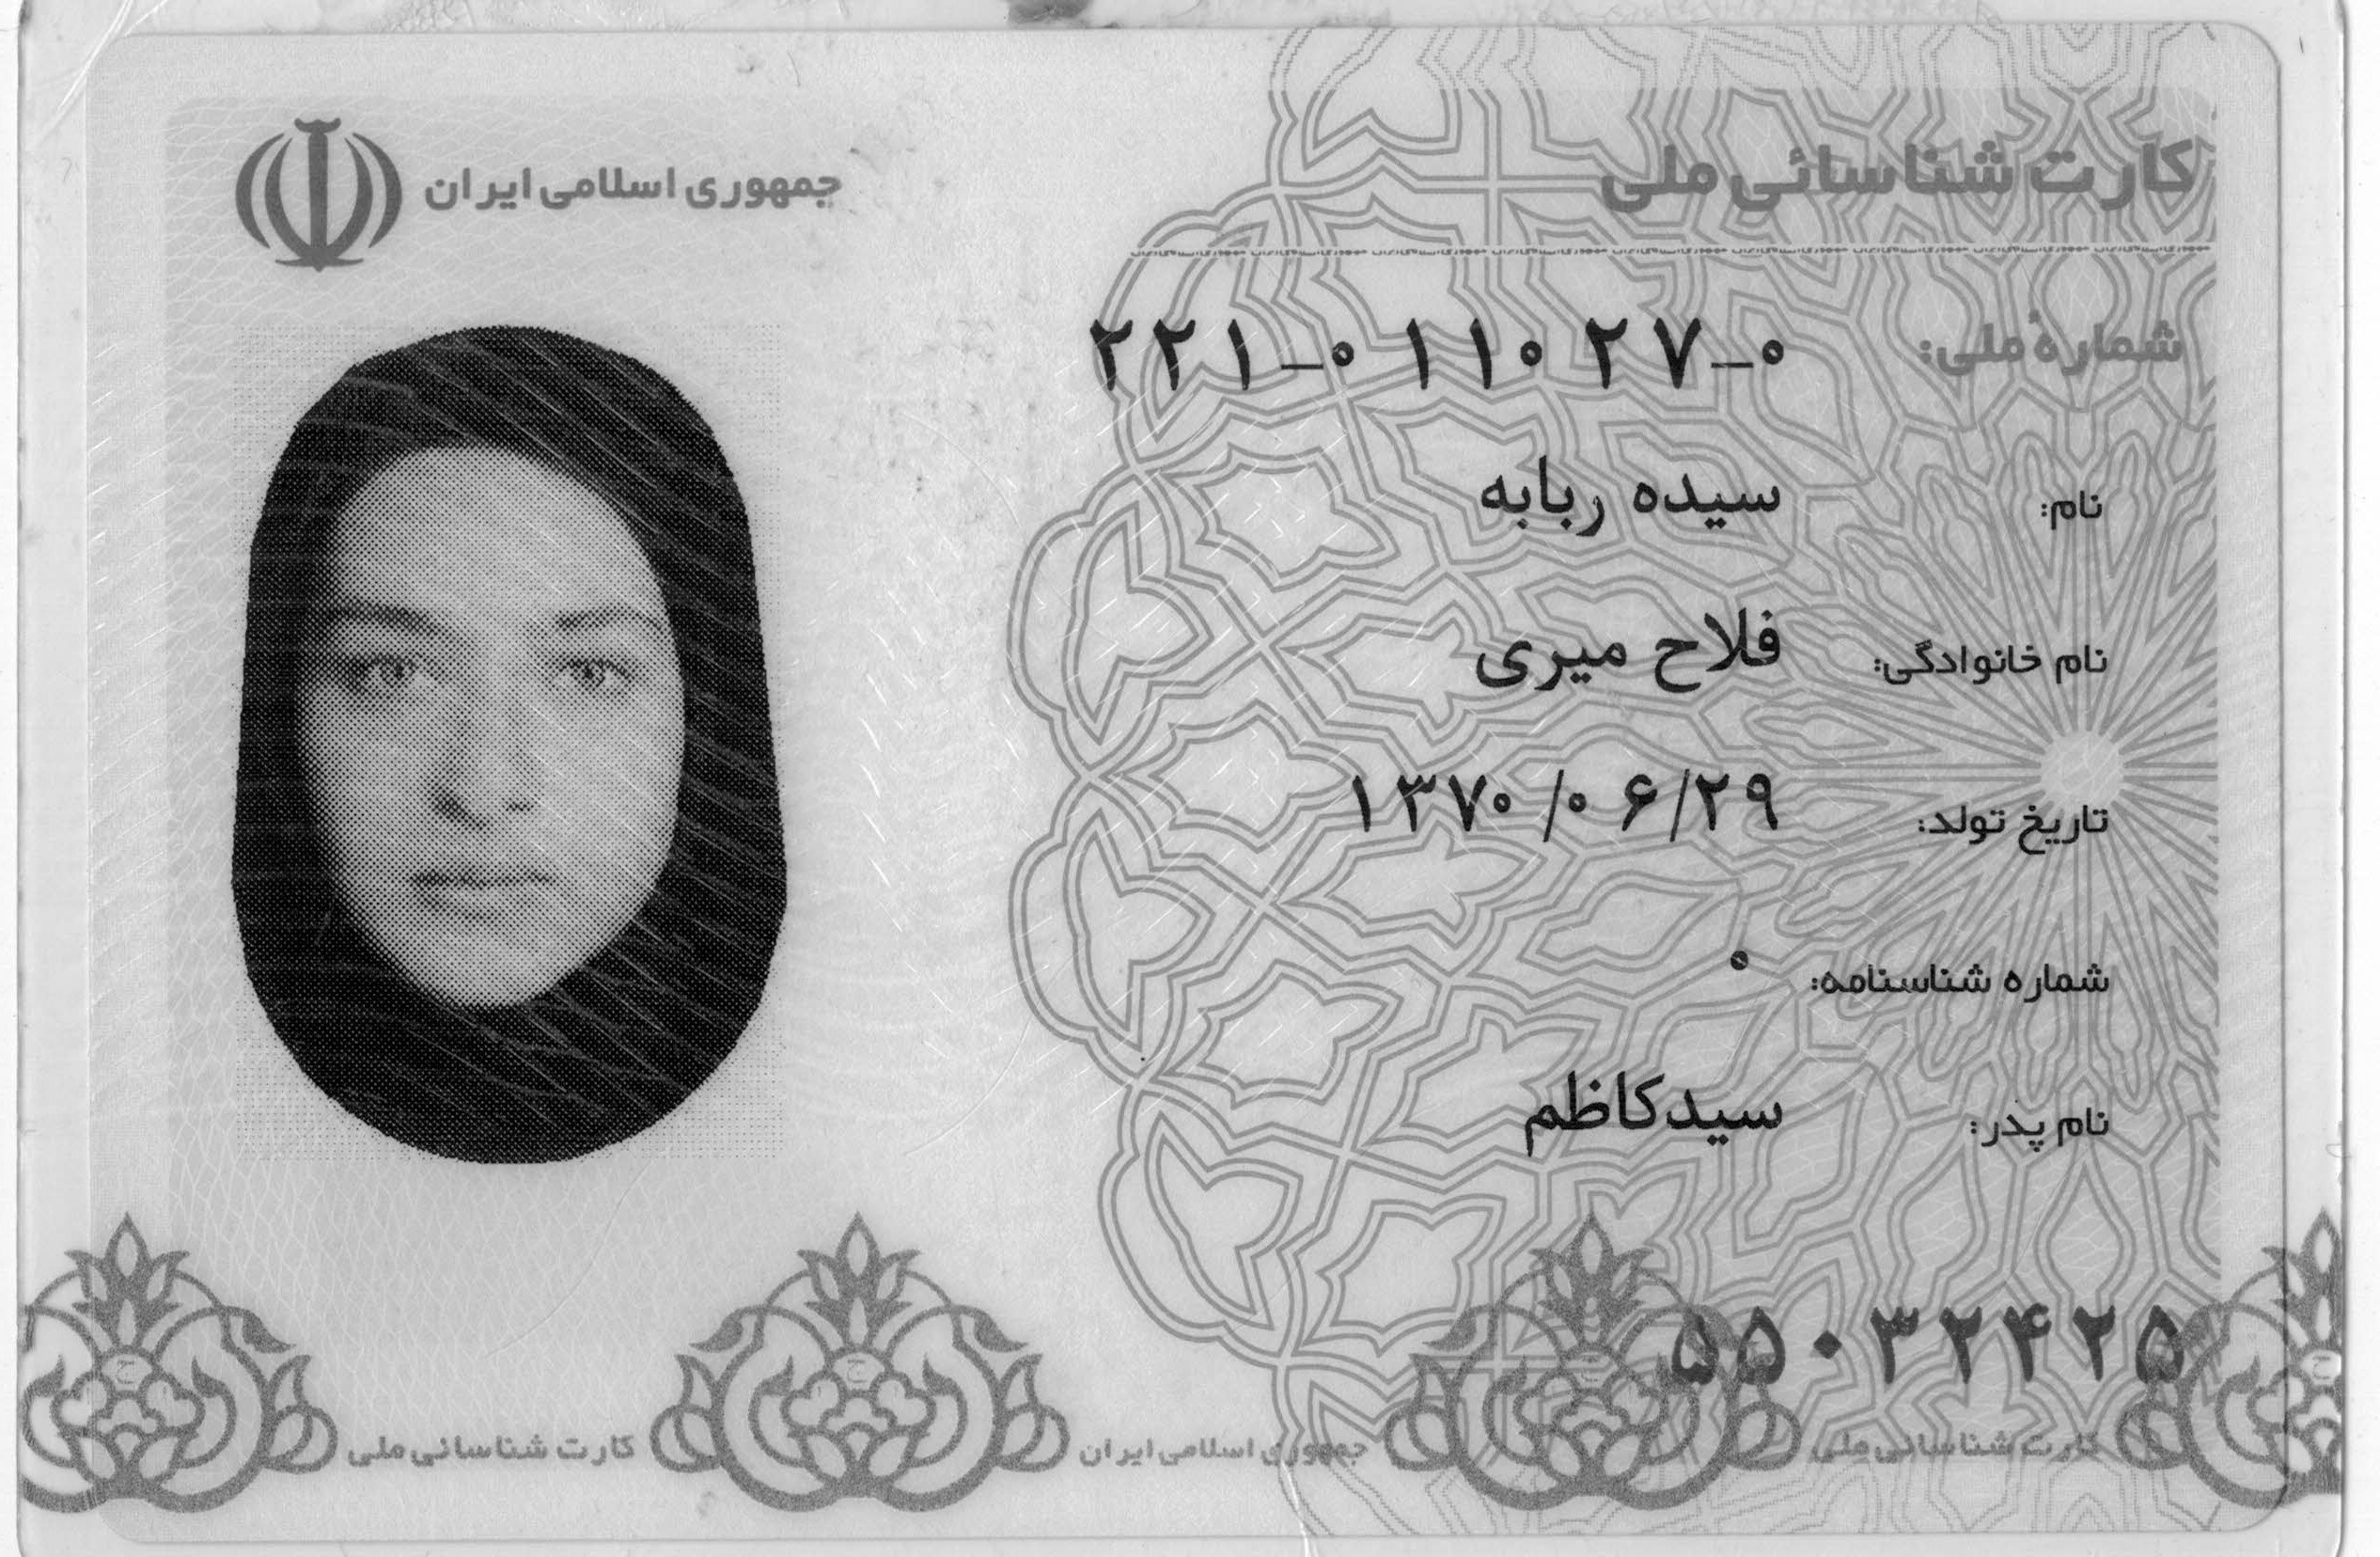 کارت شناسائی ملی
جمهوری اسلامی ایران
شمارهٔ ملی: ۲۲۱-۰۱۱۰۲۷-۰
نام: سیده ربابه
نام خانوادگی: فلاح میری
تاریخ تولد: ۱۳۷۰/۰۶/۲۹
شماره شناسنامه: ۰
نام پدر: سیدکاظم
۵۵۰۳۲۴۲۵
کارت شناسائی ملی جمهوری اسلامی ایران کارت شناسائی ملی